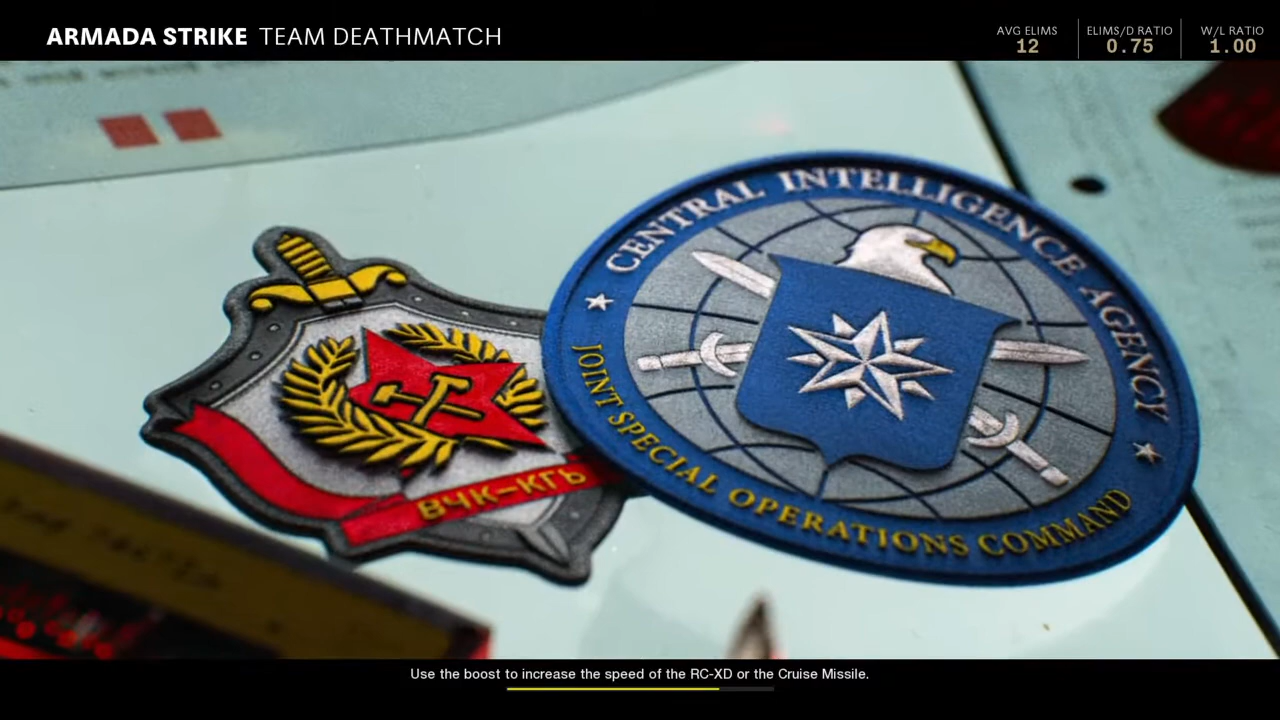 ARMADA STRIKE TEAM DEATHMATCH
AVG ELIMS
12
ELIMS/D RATIO
0.75
W/L RATIO
1.00
CENTRAL INTELLIGENCE AGENCY
JOINT SPECIAL OPERATIONS COMMAND
ВЧК–КГЬ
Use the boost to increase the speed of the RC-XD or the Cruise Missile.